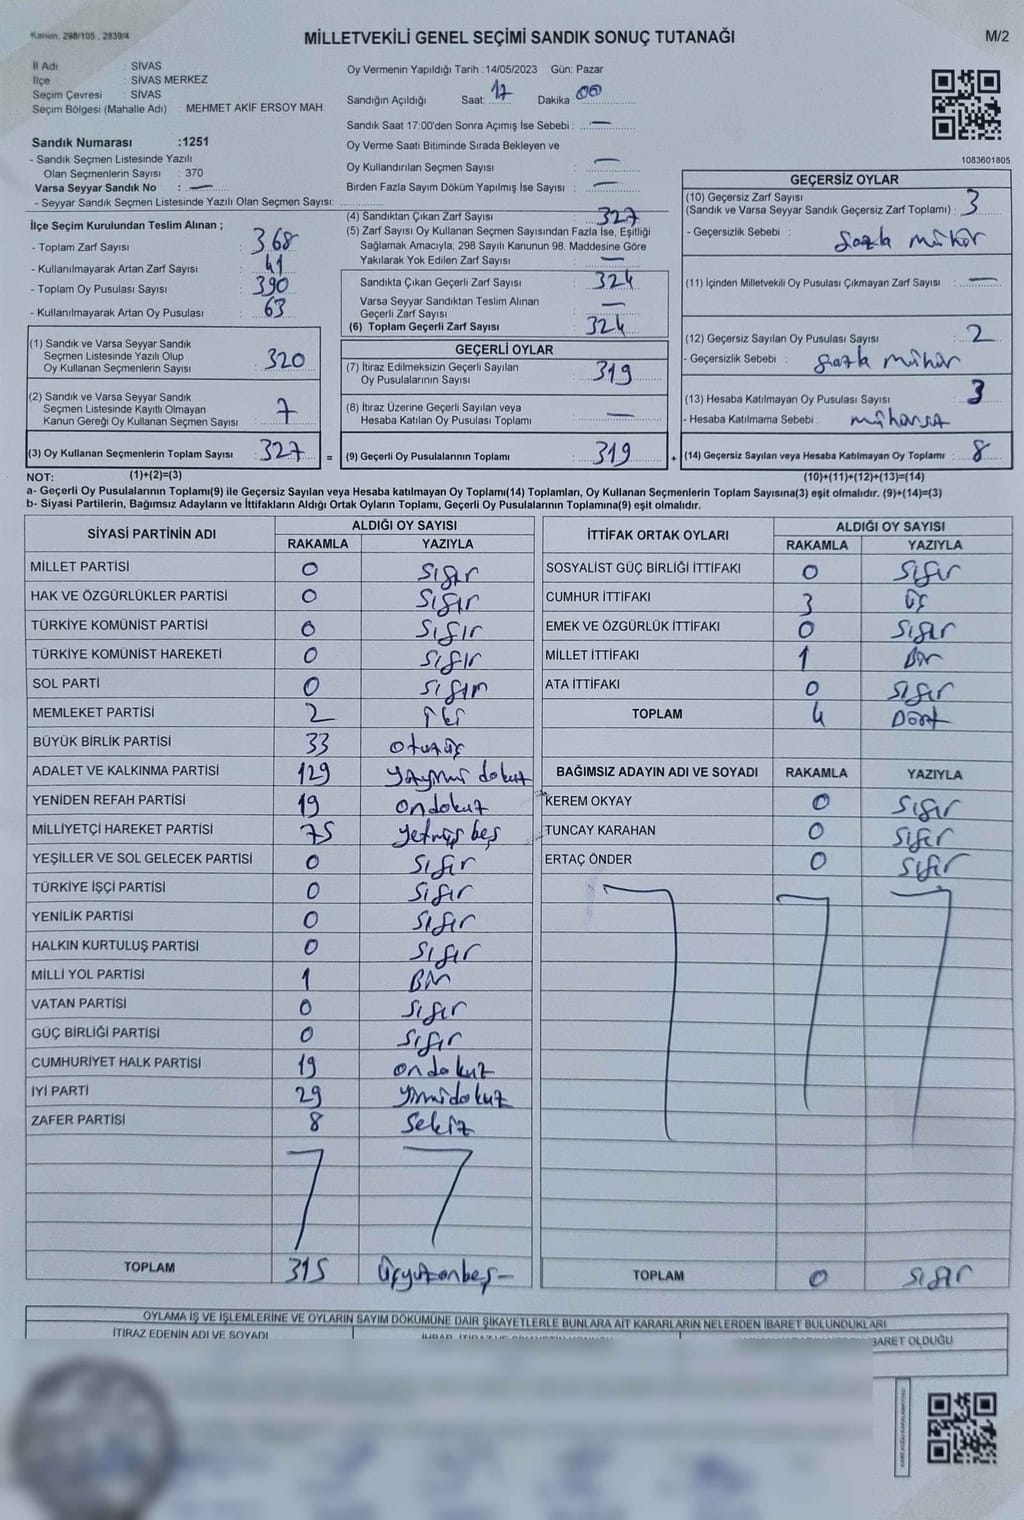 Kanun, 298/105 , 2839/4
MİLLETVEKİLİ GENEL SEÇİMİ SANDIK SONUÇ TUTANAĞI
M/2
İl Adı : SİVAS
İlçe : SİVAS MERKEZ
Seçim Çevresi : SİVAS
Seçim Bölgesi (Mahalle Adı) : MEHMET AKİF ERSOY MAH
Sandık Numarası :1251
- Sandık Seçmen Listesinde Yazılı
Olan Seçmenlerin Sayısı : 370
Varsa Seyyar Sandık No : —
- Seyyar Sandık Seçmen Listesinde Yazılı Olan Seçmen Sayısı:
Oy Vermenin Yapıldığı Tarih :14/05/2023 Gün: Pazar
Sandığın Açıldığı Saat: 17 Dakika 00
Sandık Saat 17:00'den Sonra Açımış İse Sebebi : —
Oy Verme Saati Bitiminde Sırada Bekleyen ve
Oy Kullandırılan Seçmen Sayısı : —
Birden Fazla Sayım Döküm Yapılmış İse Sayısı : —
1083601805
İlçe Seçim Kurulundan Teslim Alınan ;
- Toplam Zarf Sayısı : 368
- Kullanılmayarak Artan Zarf Sayısı : 41
- Toplam Oy Pusulası Sayısı : 390
- Kullanılmayarak Artan Oy Pusulası : 63
(1) Sandık ve Varsa Seyyar Sandık
Seçmen Listesinde Yazılı Olup
Oy Kullanan Seçmenlerin Sayısı : 320
(2) Sandık ve Varsa Seyyar Sandık
Seçmen Listesinde Kayıtlı Olmayan
Kanun Gereği Oy Kullanan Seçmen Sayısı : 7
(3) Oy Kullanan Seçmenlerin Toplam Sayısı : 327 =
(4) Sandıktan Çıkan Zarf Sayısı : 327
(5) Zarf Sayısı Oy Kullanan Seçmen Sayısından Fazla İse, Eşitliği
Sağlamak Amacıyla; 298 Sayılı Kanunun 98. Maddesine Göre
Yakılarak Yok Edilen Zarf Sayısı : —
Sandıkta Çıkan Geçerli Zarf Sayısı : 324
Varsa Seyyar Sandıktan Teslim Alınan
Geçerli Zarf Sayısı : —
(6) Toplam Geçerli Zarf Sayısı : 324
GEÇERLİ OYLAR
(7) İtiraz Edilmeksizin Geçerli Sayılan
Oy Pusulalarının Sayısı : 319
(8) İtiraz Üzerine Geçerli Sayılan veya
Hesaba Katılan Oy Pusulası Toplamı : —
(9) Geçerli Oy Pusulalarının Toplamı : 319 +
GEÇERSİZ OYLAR
(10) Geçersiz Zarf Sayısı
(Sandık ve Varsa Seyyar Sandık Geçersiz Zarf Toplamı) : 3
- Geçersizlik Sebebi : fazla mühür
(11) İçinden Milletvekili Oy Pusulası Çıkmayan Zarf Sayısı : —
(12) Geçersiz Sayılan Oy Pusulası Sayısı : 2
- Geçersizlik Sebebi : fazla mühür
(13) Hesaba Katılmayan Oy Pusulası Sayısı : 3
- Hesaba Katılmama Sebebi : mühürsüz
(14) Geçersiz Sayılan veya Hesaba Katılmayan Oy Toplamı : 8
NOT: (1)+(2)=(3)
(10)+(11)+(12)+(13)=(14)
a- Geçerli Oy Pusulalarının Toplamı(9) ile Geçersiz Sayılan veya Hesaba katılmayan Oy Toplamı(14) Toplamları, Oy Kullanan Seçmenlerin Toplam Sayısına(3) eşit olmalıdır. (9)+(14)=(3)
b- Siyasi Partilerin, Bağımsız Adayların ve İttifakların Aldığı Ortak Oyların Toplamı, Geçerli Oy Pusulalarının Toplamına(9) eşit olmalıdır.
SİYASİ PARTİNİN ADI ALDIĞI OY SAYISI
RAKAMLA YAZIYLA
MİLLET PARTİSİ 0 sıfır
HAK VE ÖZGÜRLÜKLER PARTİSİ 0 sıfır
TÜRKİYE KOMÜNİST PARTİSİ 0 sıfır
TÜRKİYE KOMÜNİST HAREKETİ 0 sıfır
SOL PARTİ 0 sıfır
MEMLEKET PARTİSİ 2 iki
BÜYÜK BİRLİK PARTİSİ 33 otuzüç
ADALET VE KALKINMA PARTİSİ 129 yüzyirmi dokuz
YENİDEN REFAH PARTİSİ 19 ondokuz
MİLLİYETÇİ HAREKET PARTİSİ 75 yetmiş beş
YEŞİLLER VE SOL GELECEK PARTİSİ 0 sıfır
TÜRKİYE İŞÇİ PARTİSİ 0 sıfır
YENİLİK PARTİSİ 0 sıfır
HALKIN KURTULUŞ PARTİSİ 0 sıfır
MİLLİ YOL PARTİSİ 1 Bir
VATAN PARTİSİ 0 sıfır
GÜÇ BİRLİĞİ PARTİSİ 0 sıfır
CUMHURİYET HALK PARTİSİ 19 ondokuz
İYİ PARTİ 29 yirmidokuz
ZAFER PARTİSİ 8 sekiz
TOPLAM 315 üçyüzonbeş
İTTİFAK ORTAK OYLARI ALDIĞI OY SAYISI
RAKAMLA YAZIYLA
SOSYALİST GÜÇ BİRLİĞİ İTTİFAKI 0 sıfır
CUMHUR İTTİFAKI 3 üç
EMEK VE ÖZGÜRLÜK İTTİFAKI 0 sıfır
MİLLET İTTİFAKI 1 Bir
ATA İTTİFAKI 0 sıfır
TOPLAM 4 Dört
BAĞIMSIZ ADAYIN ADI VE SOYADI RAKAMLA YAZIYLA
KEREM OKYAY 0 sıfır
TUNCAY KARAHAN 0 sıfır
ERTAÇ ÖNDER 0 sıfır
TOPLAM 0 sıfır
OYLAMA İŞ VE İŞLEMLERİNE VE OYLARIN SAYIM DÖKÜMÜNE DAİR ŞİKAYETLERLE BUNLARA AİT KARARLARIN NELERDEN İBARET BULUNDUKLARI
İTİRAZ EDENİN ADI VE SOYADI
İBARET OLDUĞU